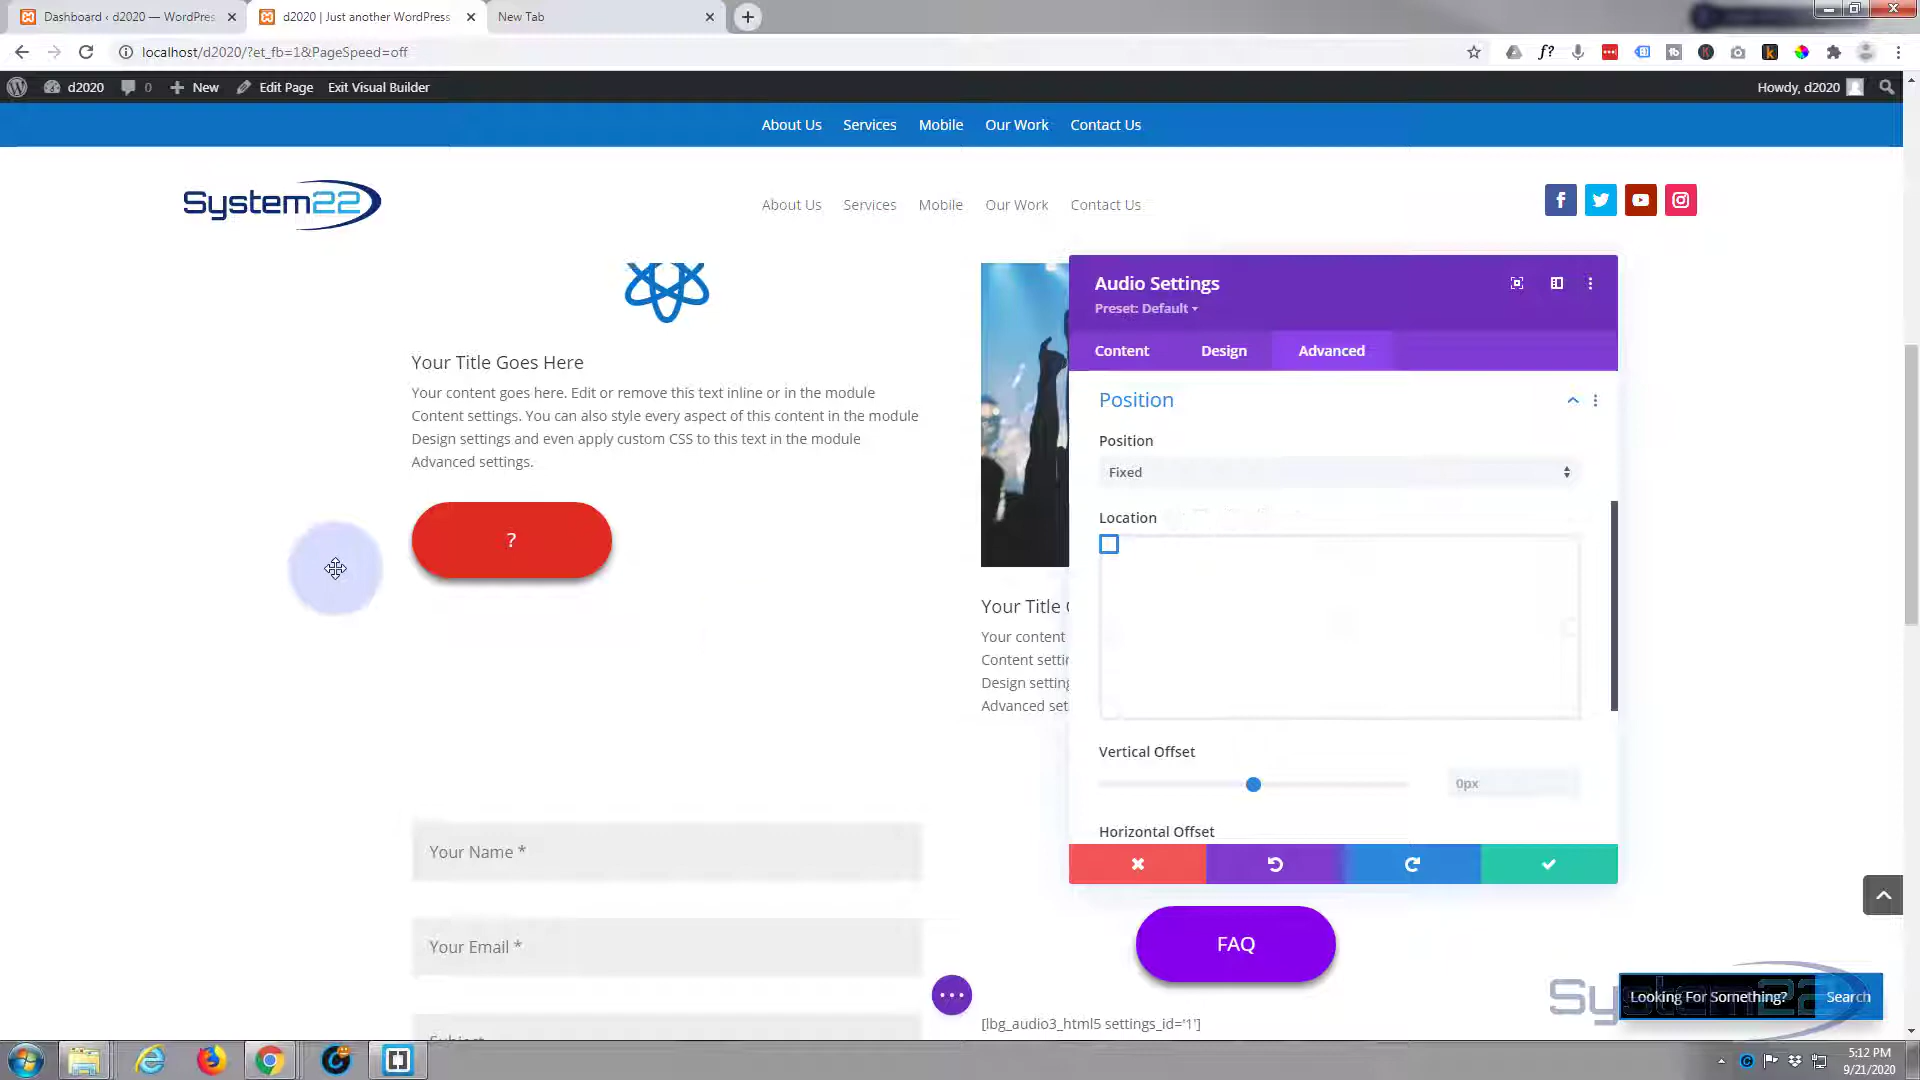 Dashboard ‹ d2020 — WordPres
d2020 | Just another WordPress
New Tab
localhost/d2020/?et_fb=1&PageSpeed=off
d2020
0
New
Edit Page
Exit Visual Builder
Howdy, d2020
About Us
Services
Mobile
Our Work
Contact Us
System22
About Us
Services
Mobile
Our Work
Contact Us
Your Title Goes Here
Your content goes here. Edit or remove this text inline or in the module
Content settings. You can also style every aspect of this content in the module
Design settings and even apply custom CSS to this text in the module
Advanced settings.
?
Your Title
Your content
Content
Design
Advanced
Audio Settings
Preset: Default
Content
Design
Advanced
Position
Position
Fixed
Location
Vertical Offset
0px
Horizontal Offset
Your Name *
Your Email *
FAQ
[lbg_audio3_html5 settings_id='1']
Looking For Something?
Search
System22
5:12 PM
9/21/2020